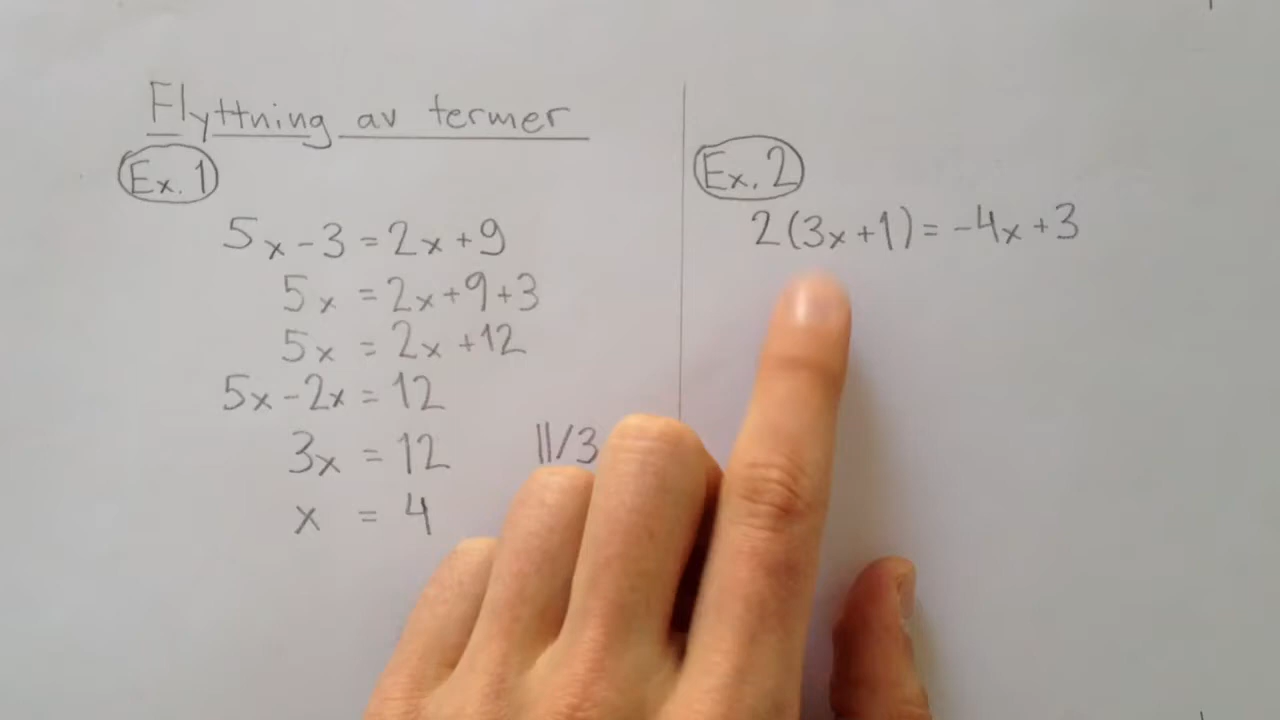 Flyttning av termer
Ex. 1
5x-3=2x+9
5x=2x+9+3
5x=2x+12
5x-2x=12
3x=12 ||/3
x=4
Ex. 2
2(3x+1)=-4x+3